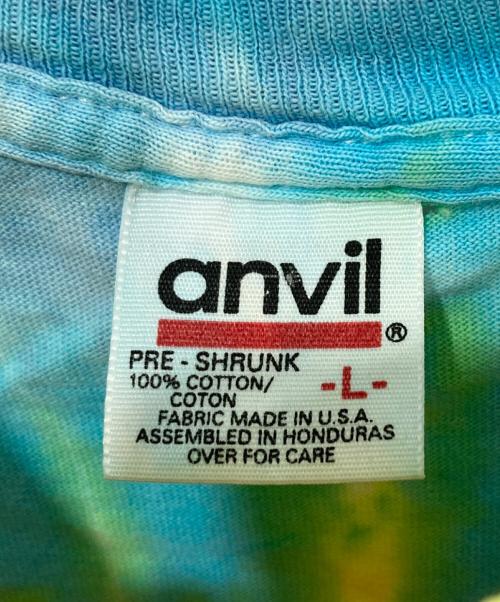 anvil®
PRE - SHRUNK
100% COTTON/
COTON
-L-
FABRIC MADE IN U.S.A.
ASSEMBLED IN HONDURAS
OVER FOR CARE